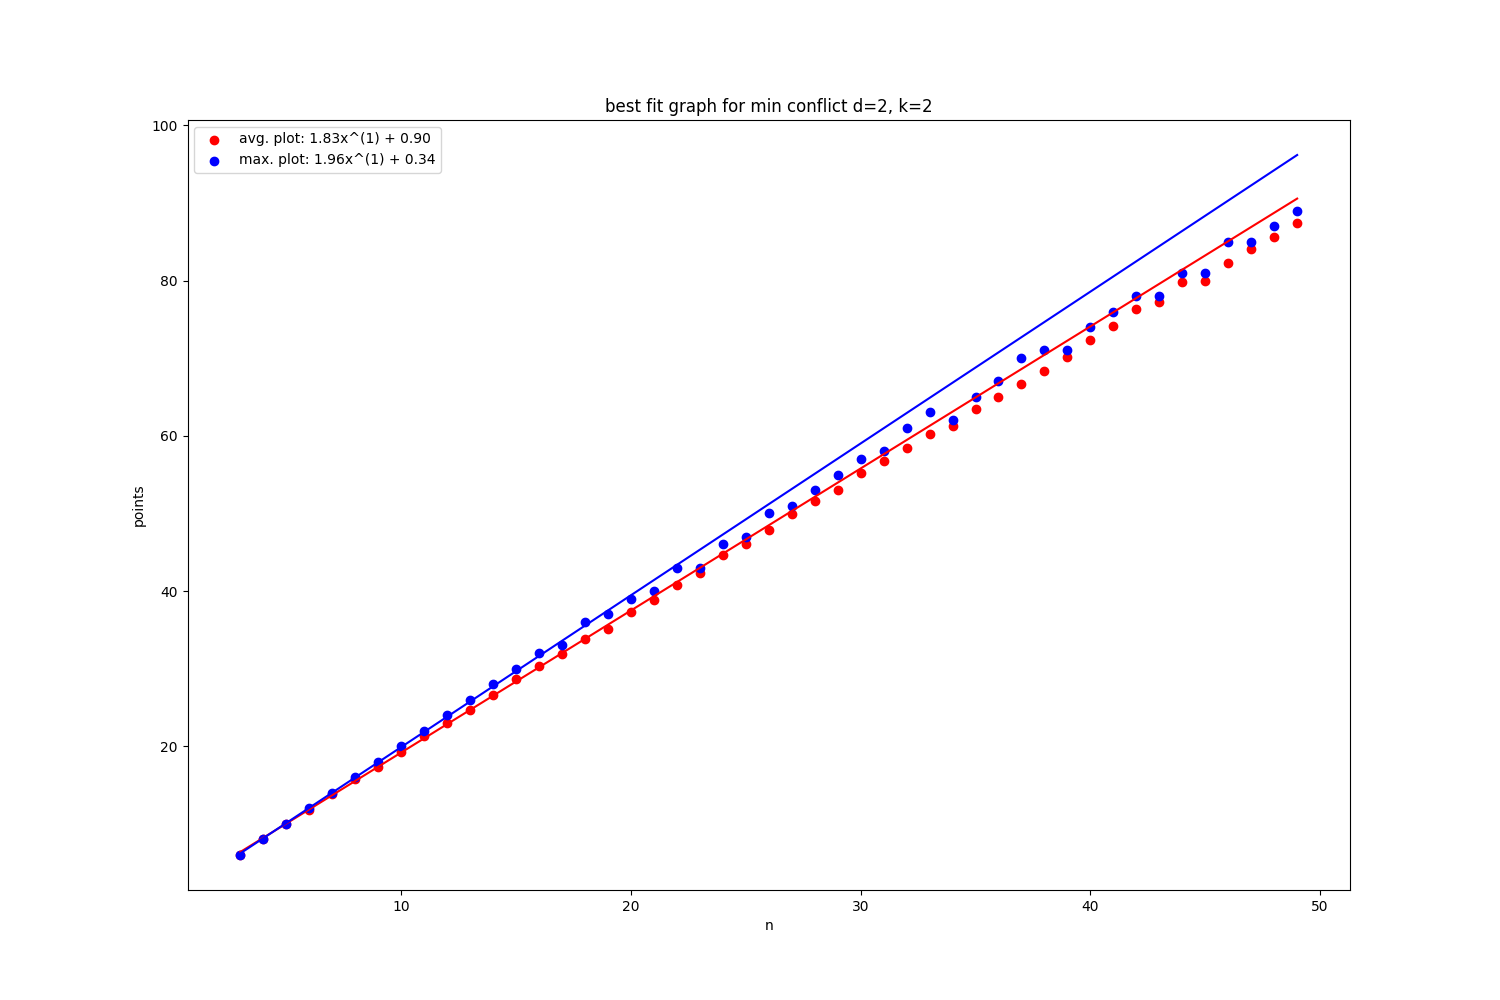 best fit graph for min conflict d=2, k=2
100
avg. plot: 1.83x^(1) + 0.90
max. plot: 1.96x^(1) + 0.34
80
60
points
40
20
10 20 30 40 50
n